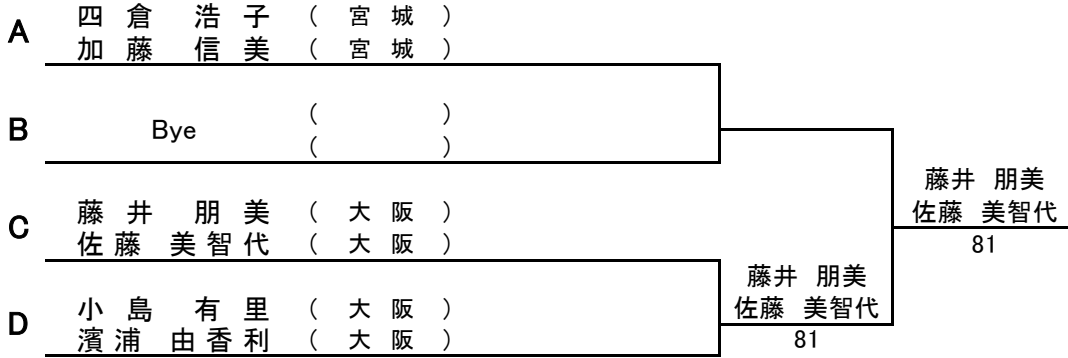 A 四倉 浩子 ( 宮城 )
加藤 信美 ( 宮城 )
B Bye ( )
( )
C 藤井 朋美 ( 大阪 )
佐藤 美智代 ( 大阪 )
D 小島 有里 ( 大阪 )
濱浦 由香利 ( 大阪 )
藤井 朋美
佐藤 美智代
81
藤井 朋美
佐藤 美智代
81